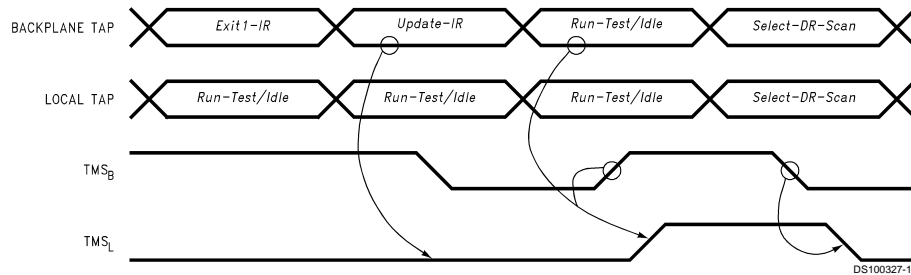 BACKPLANE TAP Exit1-IR Update-IR Run-Test/Idle Select-DR-Scan
LOCAL TAP Run-Test/Idle Run-Test/Idle Run-Test/Idle Select-DR-Scan
TMSB
TMSL
DS100327-1